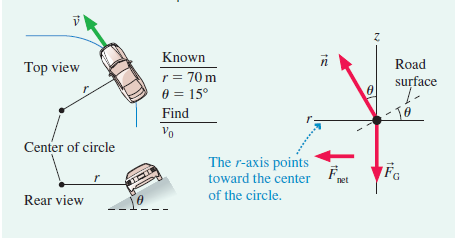 v⃗
Top view
r
Known
r = 70 m
θ = 15°
Find
v₀
Center of circle
r
Rear view
θ
z
n⃗
Road
surface
θ
θ
r
The r-axis points
toward the center
of the circle.
F⃗net
F⃗G